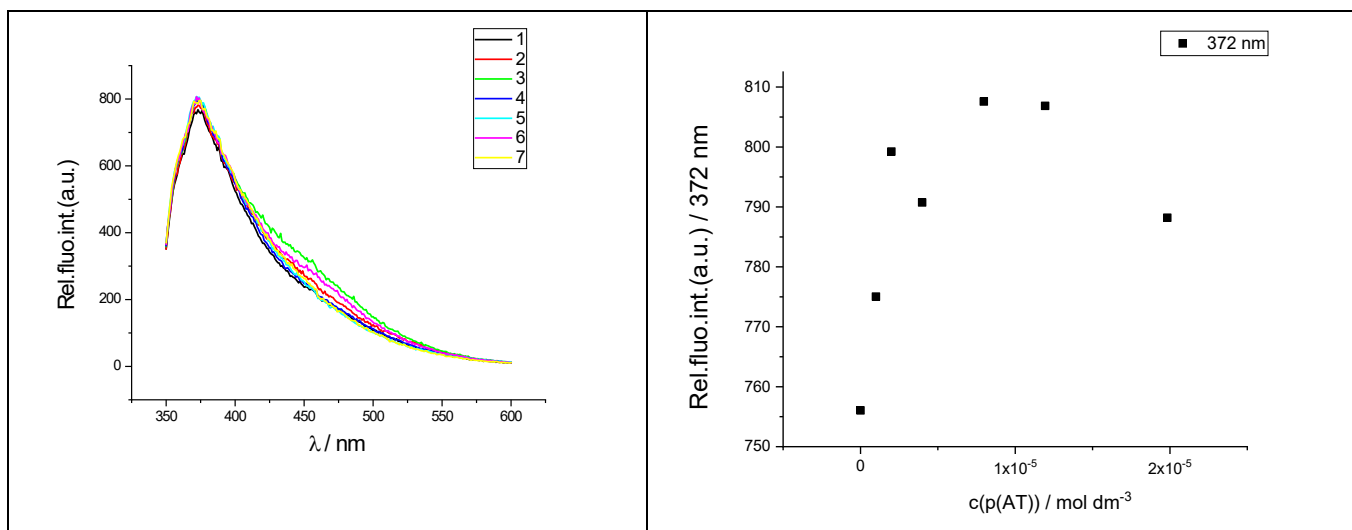 1
2
3
4
5
6
7
800
600
400
200
0
Rel.fluo.int.(a.u.)
350 400 450 500 550 600
λ / nm
372 nm
810
800
790
780
770
760
750
Rel.fluo.int.(a.u.) / 372 nm
0 1x10-5 2x10-5
c(p(AT)) / mol dm-3